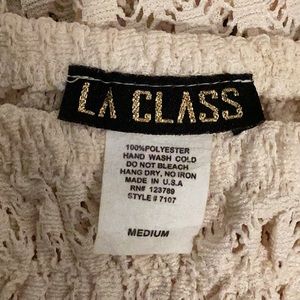 LA CLASS
100%POLYESTER
HAND WASH COLD
DO NOT BLEACH
HANG DRY, NO IRON
MADE IN U.S.A
RN# 123789
STYLE # 7107
MEDIUM